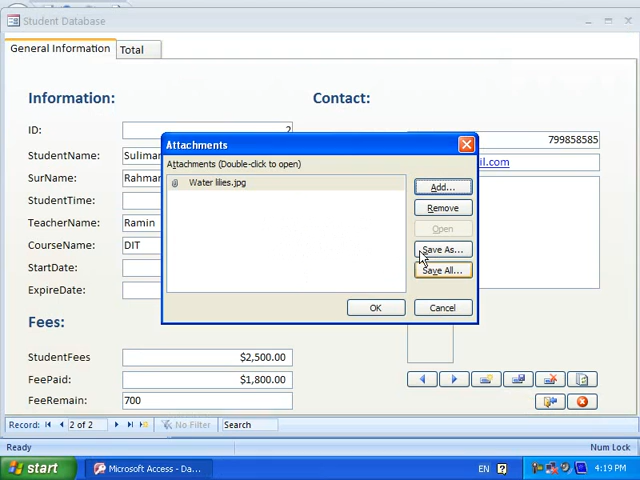 Student Database
General Information
Total
Information:
Contact:
ID:
2
799858585
StudentName:
Sulima
il.com
SurName:
Rahma
StudentTime:
TeacherName:
Ramin
CourseName:
DIT
StartDate:
ExpireDate:
Attachments
Attachments (Double-click to open)
Water lilies.jpg
Add...
Remove
Open
Save As...
Save All...
OK
Cancel
Fees:
StudentFees
$2,500.00
FeePaid:
$1,800.00
FeeRemain:
700
Record:
2 of 2
No Filter
Search
Ready
Num Lock
start
Microsoft Access - Da...
EN
?
4:19 PM